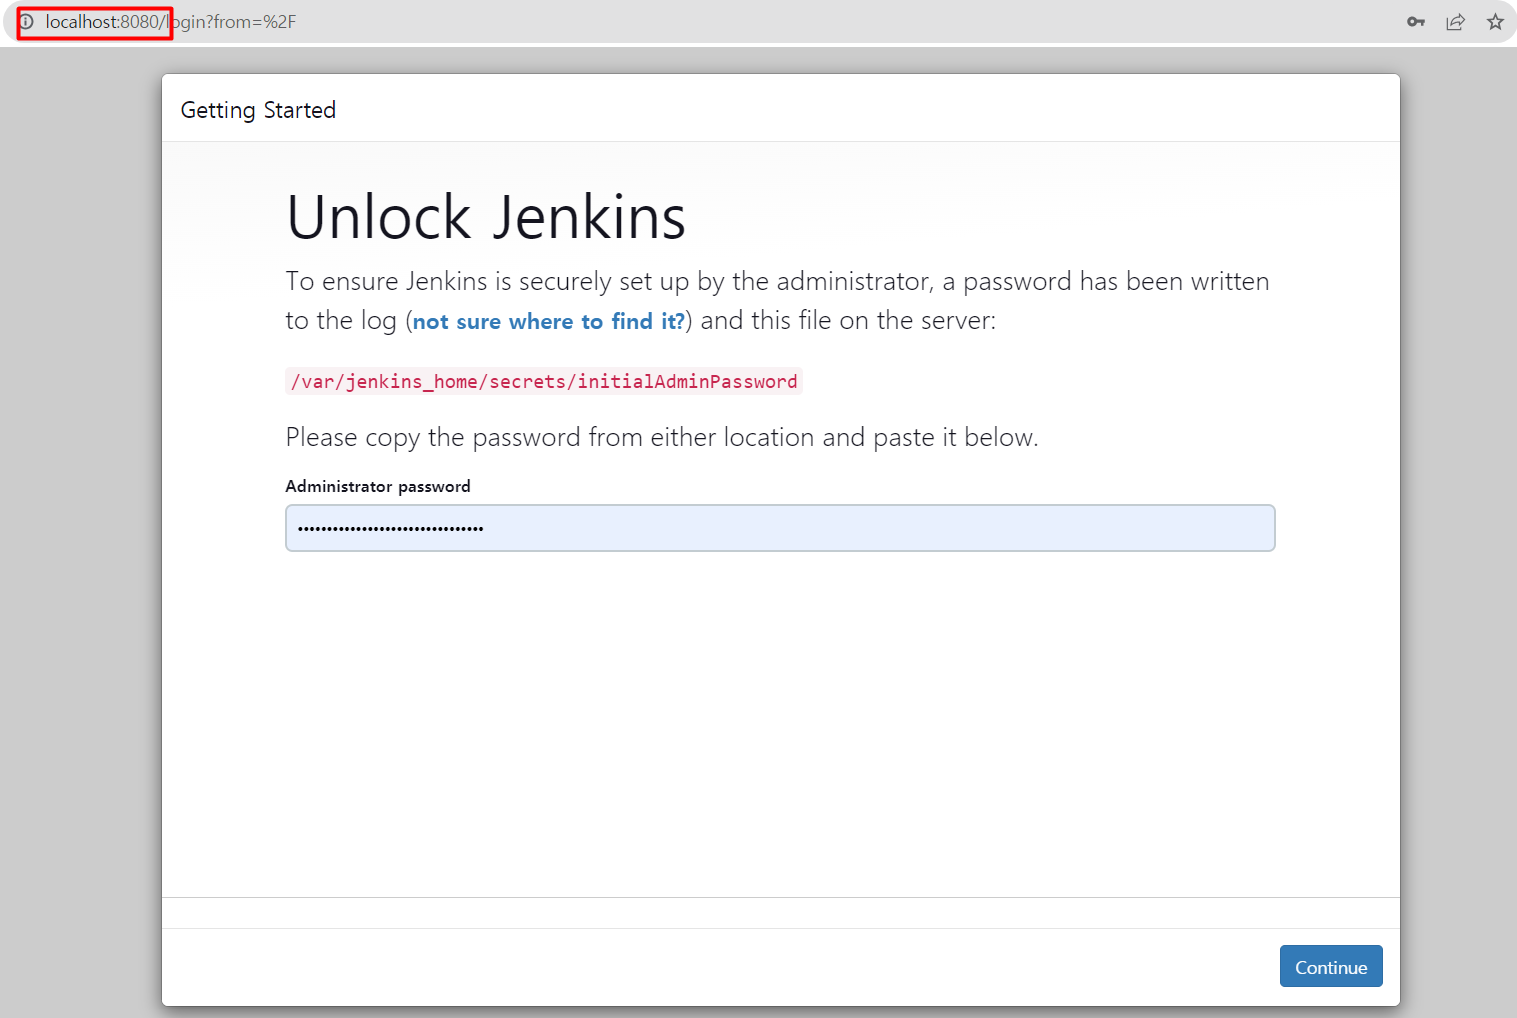 localhost:8080/login?from=%2F
Getting Started
Unlock Jenkins
To ensure Jenkins is securely set up by the administrator, a password has been written
to the log (not sure where to find it?) and this file on the server:
/var/jenkins_home/secrets/initialAdminPassword
Please copy the password from either location and paste it below.
Administrator password
••••••••••••••••••••••••••••••••
Continue